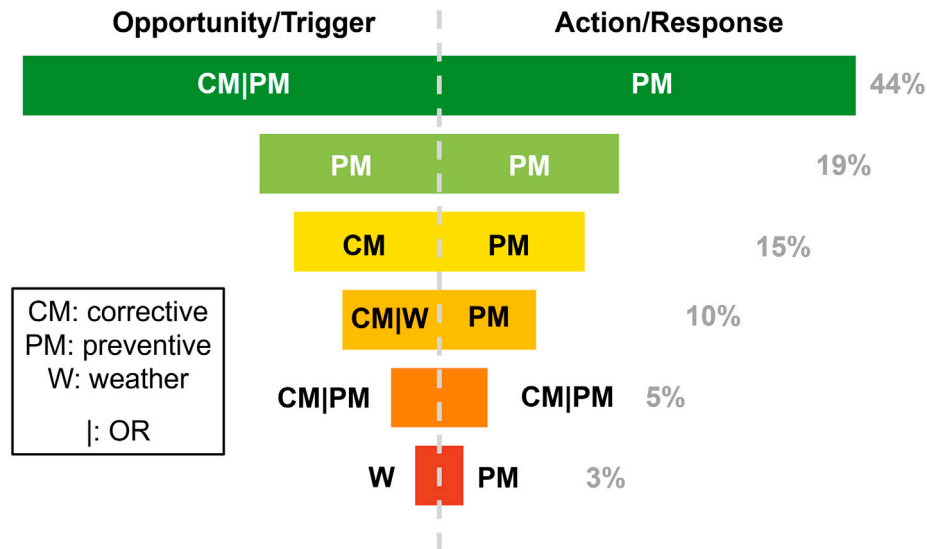 Opportunity/Trigger Action/Response
CM|PM PM 44%
PM PM 19%
CM PM 15%
CM|W PM 10%
CM|PM CM|PM 5%
W PM 3%
CM: corrective
PM: preventive
W: weather
|: OR